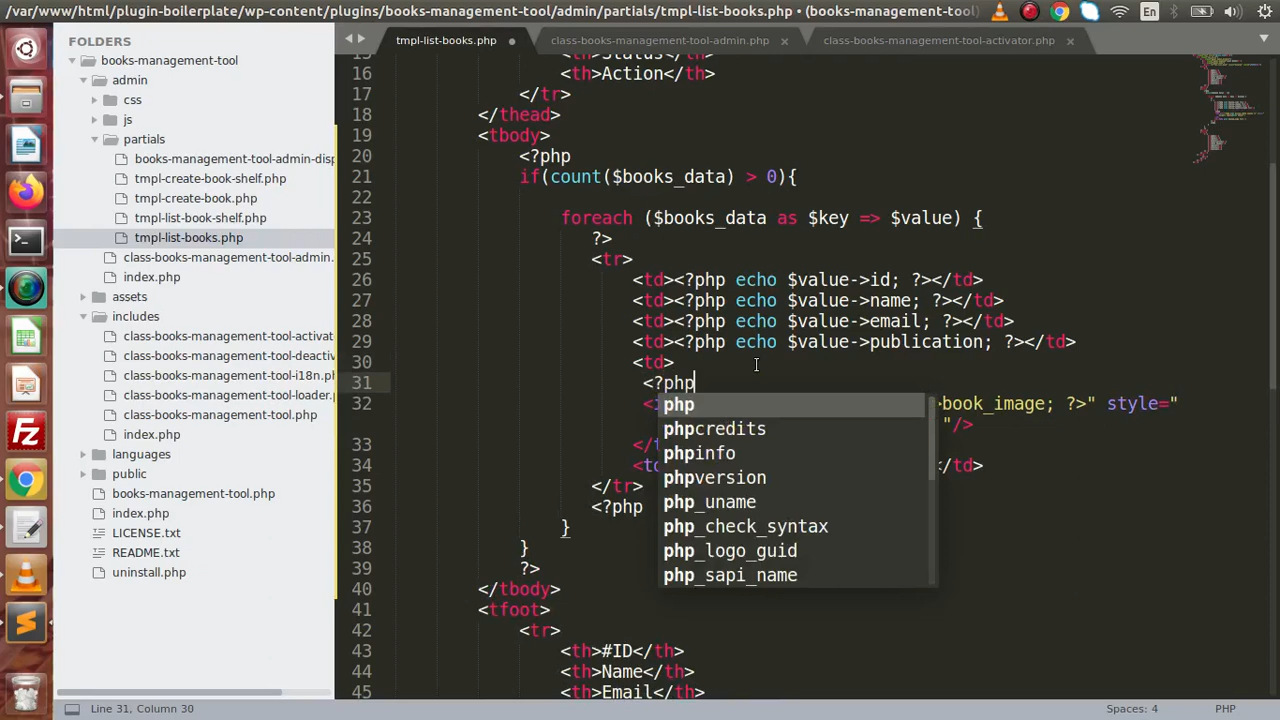 /var/www/html/plugin-boilerplate/wp-content/plugins/books-management-tool/admin/partials/tmpl-list-books.php • (books-management-tool)
En
FOLDERS
books-management-tool
admin
css
js
partials
books-management-tool-admin-disp
tmpl-create-book-shelf.php
tmpl-create-book.php
tmpl-list-book-shelf.php
tmpl-list-books.php
class-books-management-tool-admin.
index.php
assets
includes
class-books-management-tool-activat
class-books-management-tool-deactiv
class-books-management-tool-i18n.ph
class-books-management-tool-loader.
class-books-management-tool.php
index.php
languages
public
books-management-tool.php
index.php
LICENSE.txt
README.txt
uninstall.php
tmpl-list-books.php
class-books-management-tool-admin.php
class-books-management-tool-activator.php
15 <th>Status</th>
16 <th>Action</th>
17 </tr>
18 </thead>
19 <tbody>
20 <?php
21 if(count($books_data) > 0){
22
23 foreach ($books_data as $key => $value) {
24 ?>
25 <tr>
26 <td><?php echo $value->id; ?></td>
27 <td><?php echo $value->name; ?></td>
28 <td><?php echo $value->email; ?></td>
29 <td><?php echo $value->publication; ?></td>
30 <td>
31 <?php
32 <i >book_image; ?>" style="
"/>
33 </t
34 <td </td>
35 </tr>
36 <?php
37 }
38 }
39 ?>
40 </tbody>
41 <tfoot>
42 <tr>
43 <th>#ID</th>
44 <th>Name</th>
45 <th>Email</th>
php
phpcredits
phpinfo
phpversion
php_uname
php_check_syntax
php_logo_guid
php_sapi_name
Line 31, Column 30
Spaces: 4
PHP